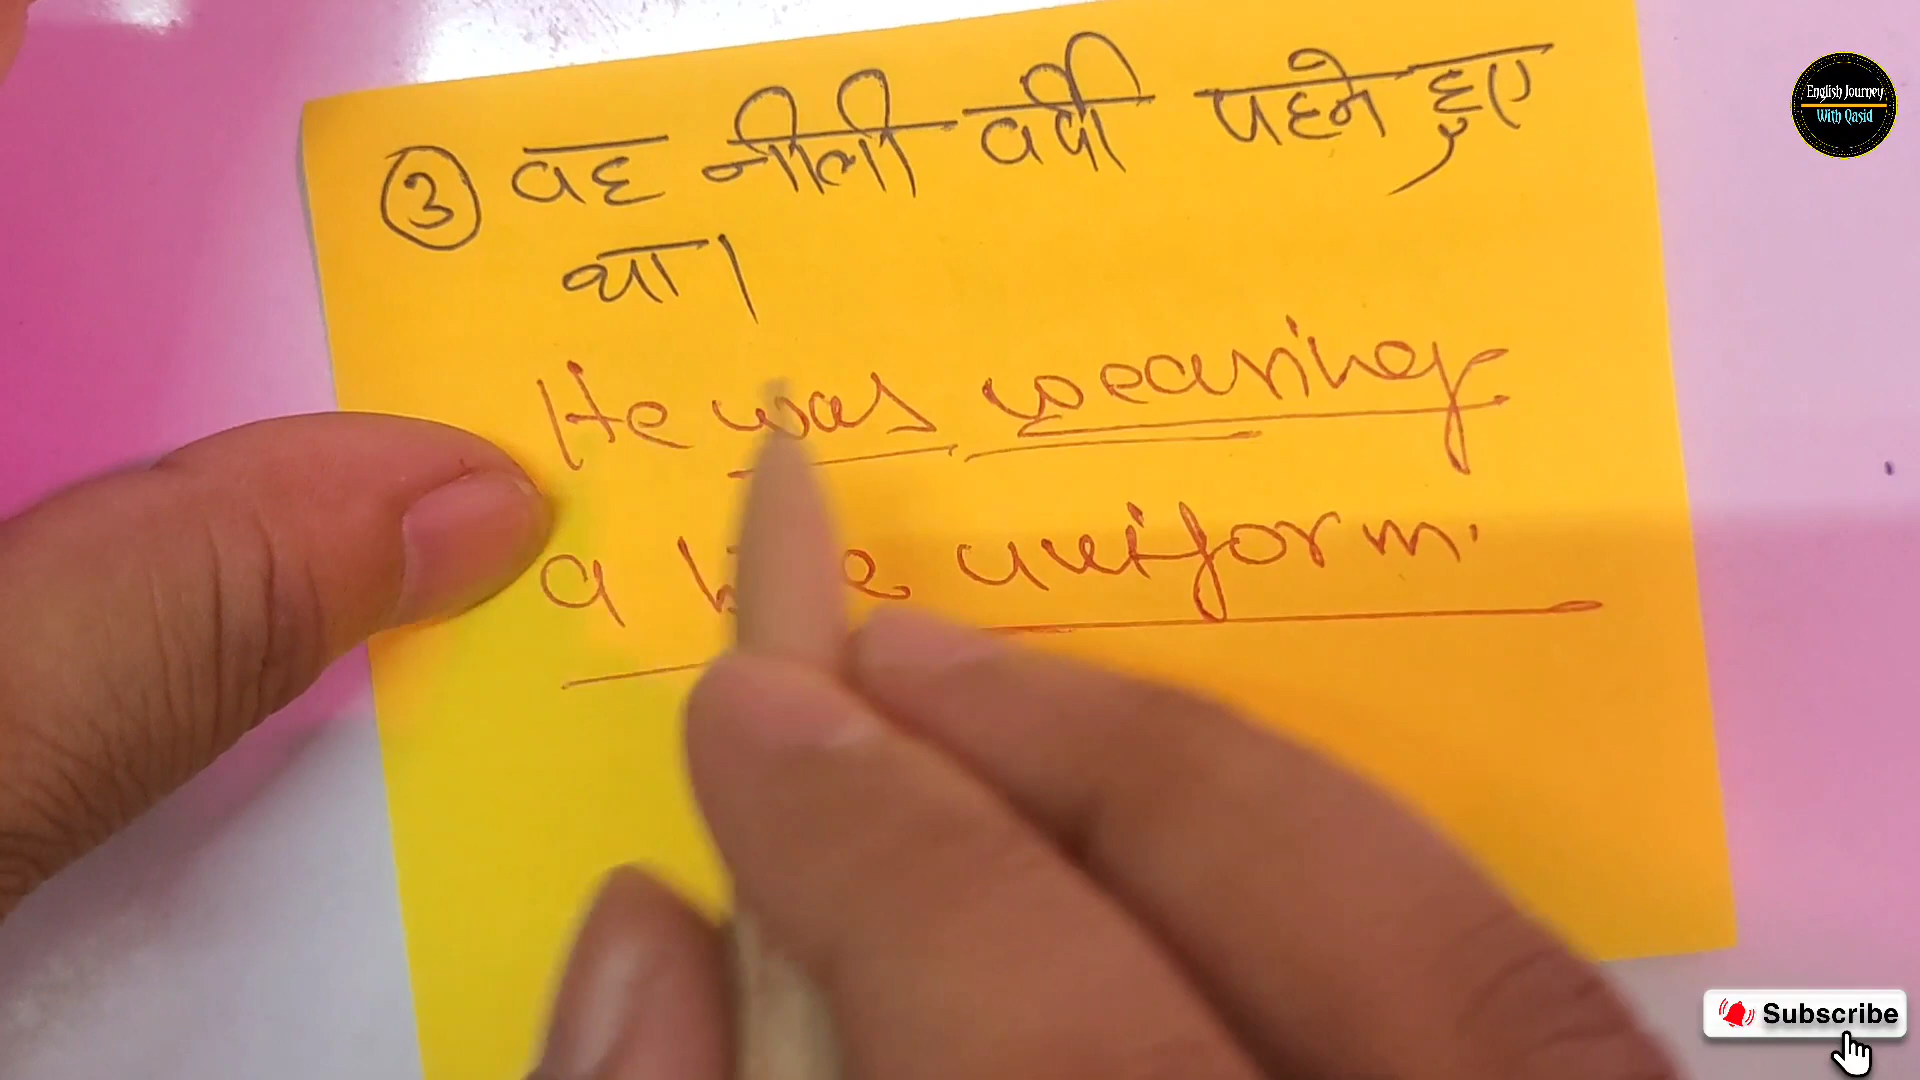 ③ वह नीली वर्दी पहने हुए
था।
He was wearing
a uniform.
English Journey
With Qasid
Subscribe